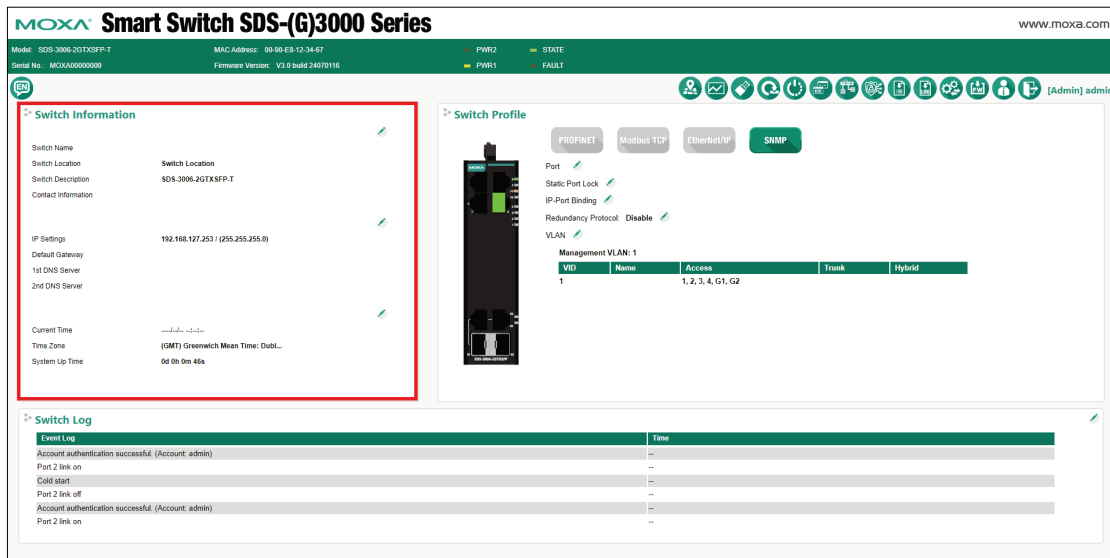 MOXA Smart Switch SDS-(G)3000 Series
www.moxa.com
Model: SDS-3006-2GTXSFP-T MAC Address: 00-90-E8-12-34-67 PWR2 STATE
Serial No.: MOXA00000000 Firmware Version: V3.0 build 24070116 PWR1 FAULT
EN
[Admin] admin
Switch Information
Switch Name
Switch Location Switch Location
Switch Description SDS-3006-2GTXSFP-T
Contact Information
IP Settings 192.168.127.253 / (255.255.255.0)
Default Gateway
1st DNS Server
2nd DNS Server
Current Time ----/--/-- --:--:--
Time Zone (GMT) Greenwich Mean Time: Dubl...
System Up Time 0d 0h 0m 46s
Switch Profile
PROFINET Modbus TCP EtherNet/IP SNMP
MOXA
SDS-3006-2GTXSFP
Port
Static Port Lock
IP-Port Binding
Redundancy Protocol: Disable
VLAN
Management VLAN: 1
VID Name Access Trunk Hybrid
1 1, 2, 3, 4, G1, G2
Switch Log
Event Log Time
Account authentication successful. (Account: admin) --
Port 2 link on --
Cold start --
Port 2 link off --
Account authentication successful. (Account: admin) --
Port 2 link on --